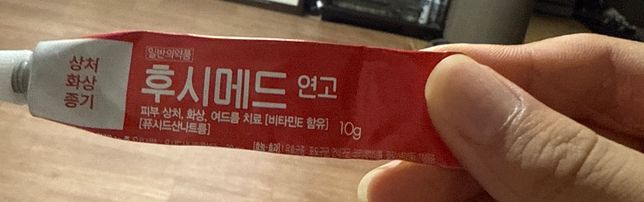 상처
화상
종기
일반의약품
후시메드 연고
피부 상처, 화상, 여드름 치료 [비타민E 함유]
[퓨시드산나트륨] 10g